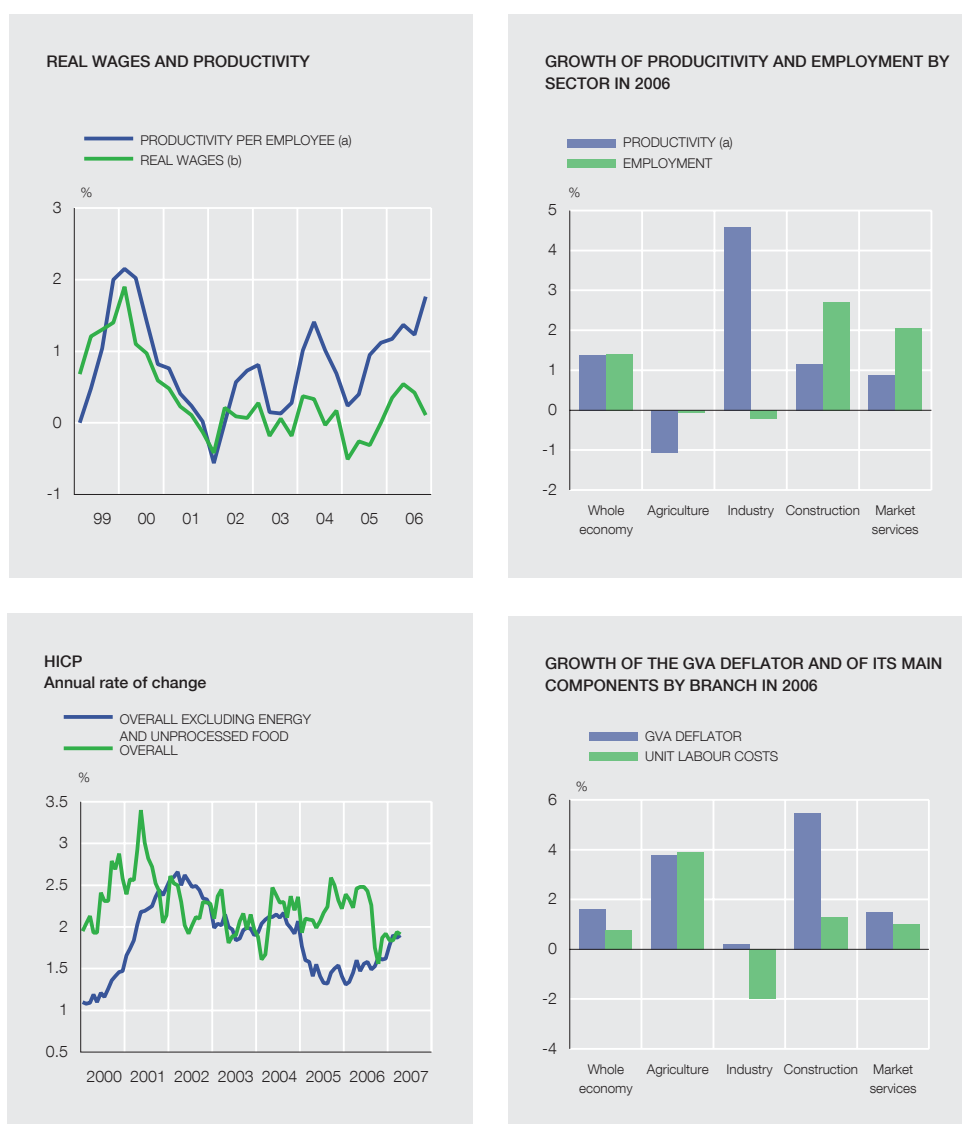 REAL WAGES AND PRODUCTIVITY
PRODUCTIVITY PER EMPLOYEE (a)
REAL WAGES (b)
%
3
2
1
0
-1
99 00 01 02 03 04 05 06
GROWTH OF PRODUCITIVITY AND EMPLOYMENT BY
SECTOR IN 2006
PRODUCTIVITY (a)
EMPLOYMENT
%
5
4
3
2
1
0
-1
-2
Whole Agriculture Industry Construction Market
economy services
HICP
Annual rate of change
OVERALL EXCLUDING ENERGY
AND UNPROCESSED FOOD
OVERALL
%
3.5
3
2.5
2
1.5
1
0.5
2000 2001 2002 2003 2004 2005 2006 2007
GROWTH OF THE GVA DEFLATOR AND OF ITS MAIN
COMPONENTS BY BRANCH IN 2006
GVA DEFLATOR
UNIT LABOUR COSTS
%
6
4
2
0
-2
-4
Whole Agriculture Industry Construction Market
economy services